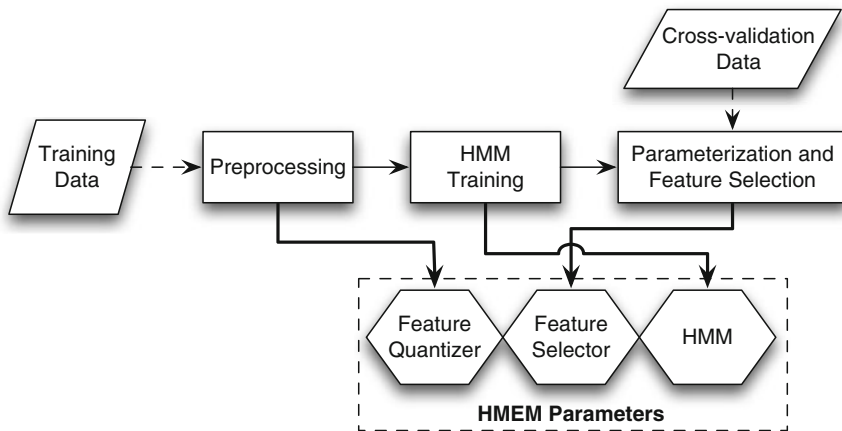 Cross-validation
Data
Training
Data
Preprocessing
HMM
Training
Parameterization and
Feature Selection
Feature
Quantizer
Feature
Selector
HMM
HMEM Parameters